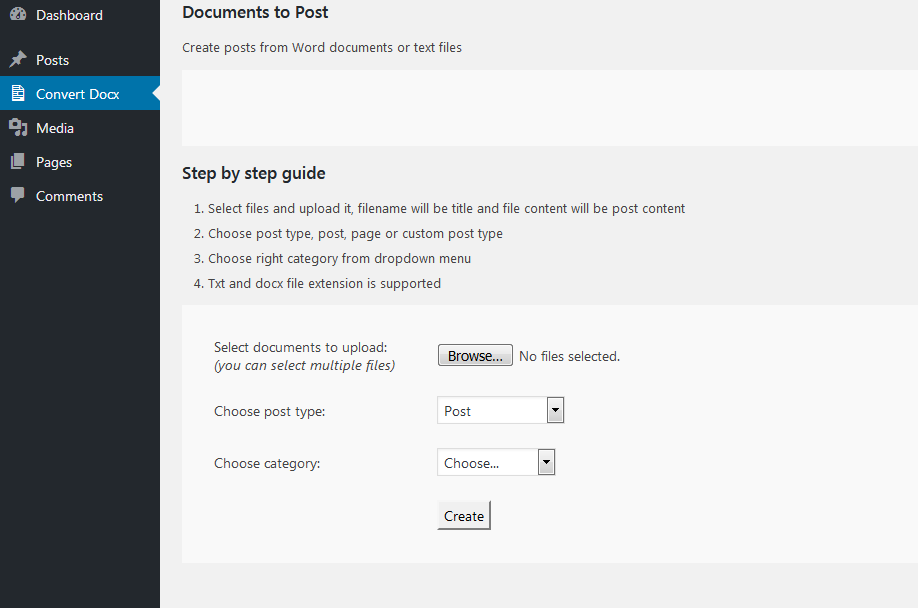 Dashboard
Posts
Convert Docx
Media
Pages
Comments
Documents to Post
Create posts from Word documents or text files
Step by step guide
1. Select files and upload it, filename will be title and file content will be post content
2. Choose post type, post, page or custom post type
3. Choose right category from dropdown menu
4. Txt and docx file extension is supported
Select documents to upload:
(you can select multiple files)
Browse... No files selected.
Choose post type:
Post
Choose category:
Choose...
Create